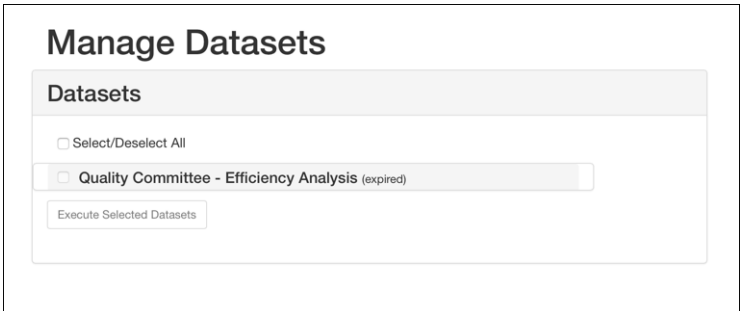 Manage Datasets
Datasets
Select/Deselect All
Quality Committee - Efficiency Analysis (expired)
Execute Selected Datasets